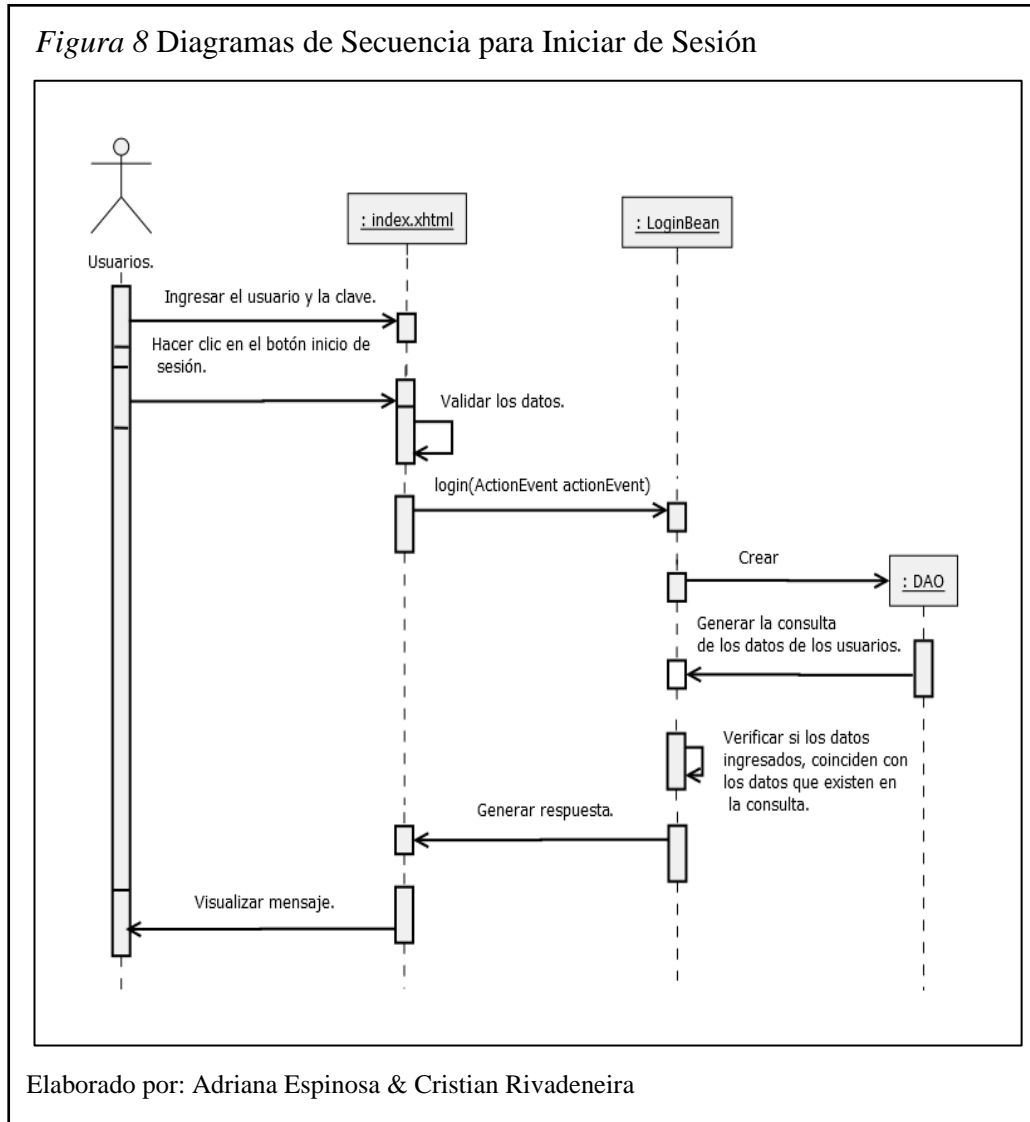 Figura 8 Diagramas de Secuencia para Iniciar de Sesión
: index.xhtml
: LoginBean
Usuarios.
Ingresar el usuario y la clave.
Hacer clic en el botón inicio de
sesión.
Validar los datos.
login(ActionEvent actionEvent)
Crear
: DAO
Generar la consulta
de los datos de los usuarios.
Verificar si los datos
ingresados, coinciden con
los datos que existen en
la consulta.
Generar respuesta.
Visualizar mensaje.
Elaborado por: Adriana Espinosa & Cristian Rivadeneira